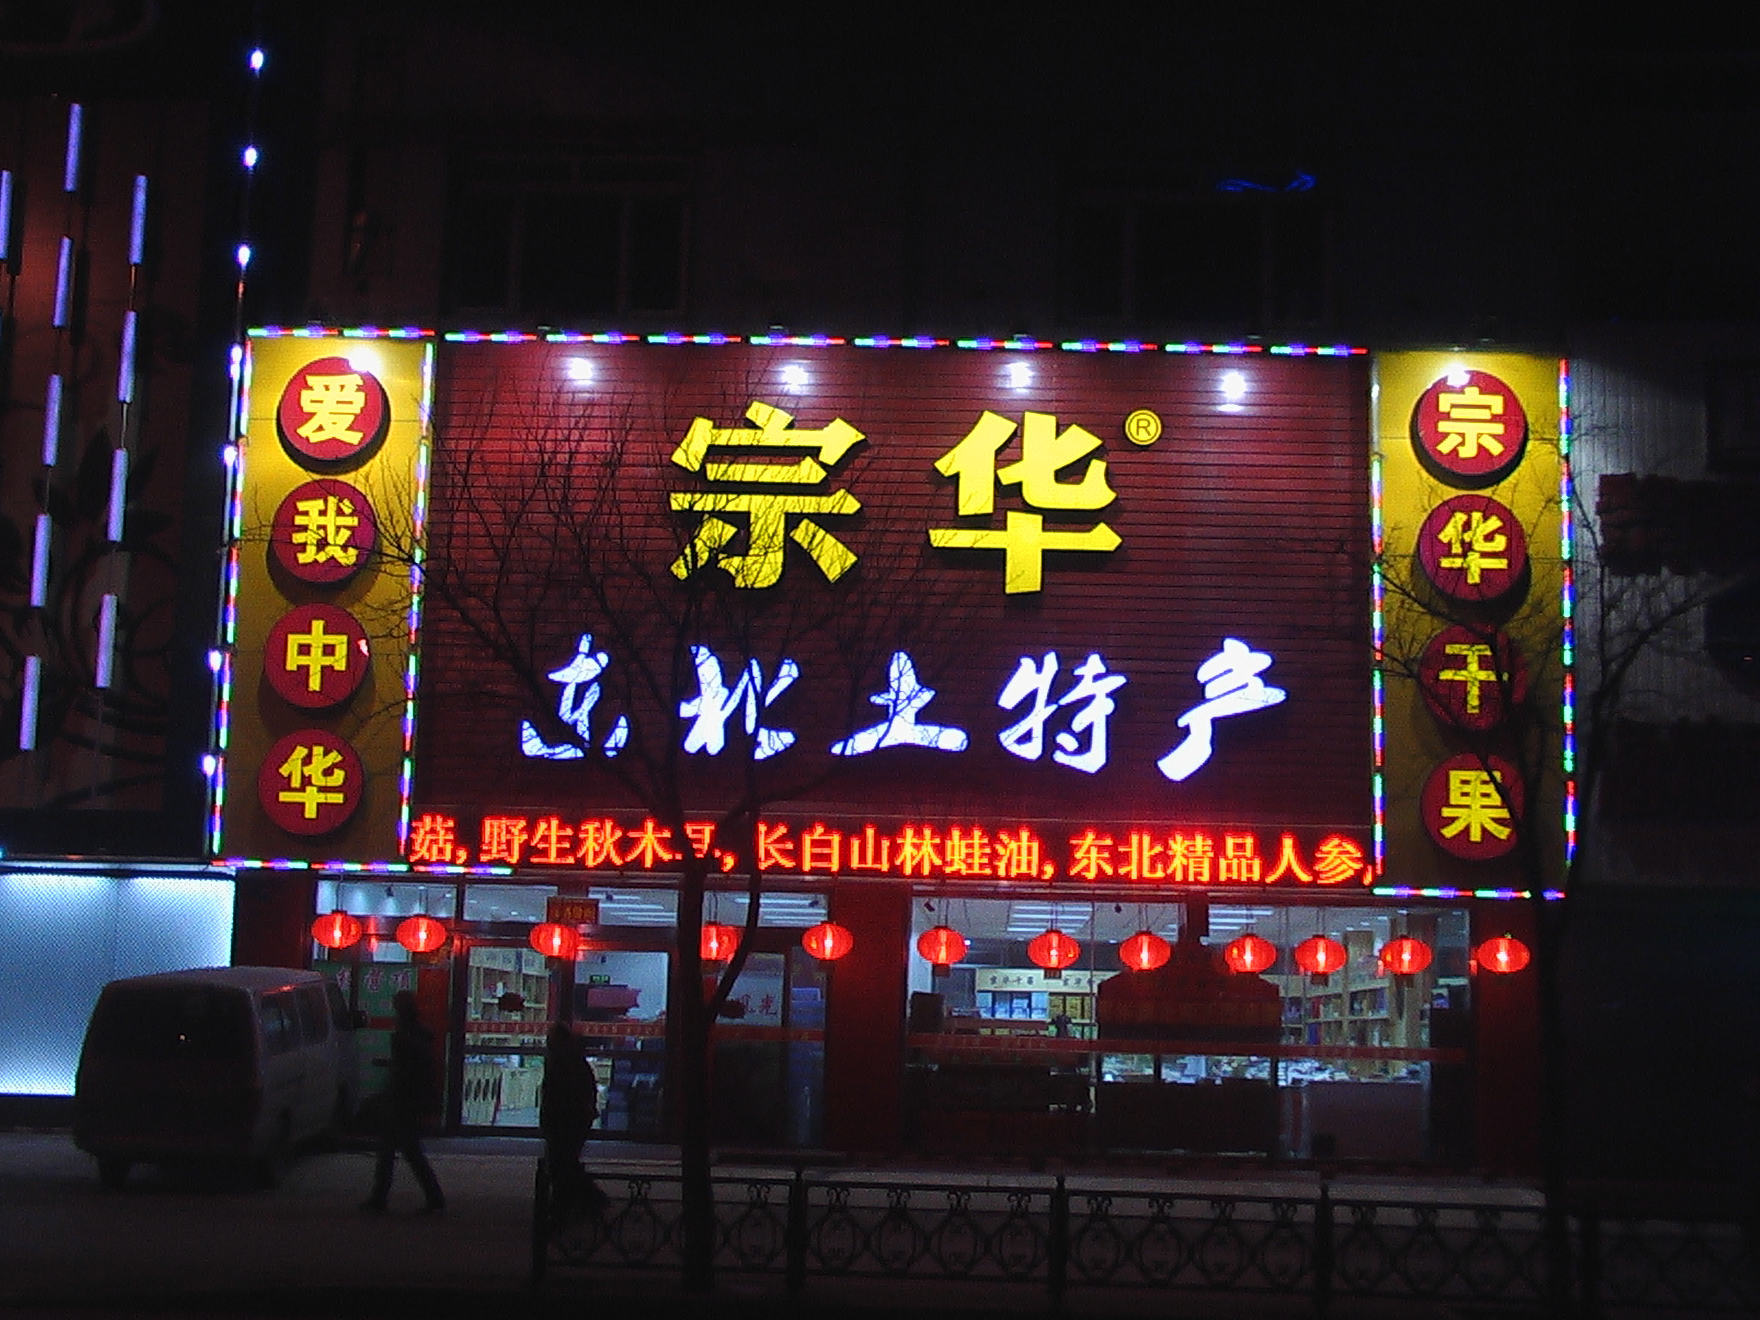 爱我中华
宗华®
东北土特产
菇,野生秋木耳,长白山林蛙油,东北精品人参,
宗华干果